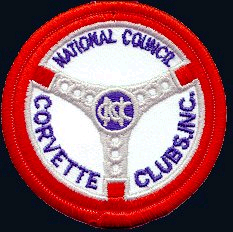 NATIONAL COUNCIL
CORVETTE
CLUBS, INC.
NCCC